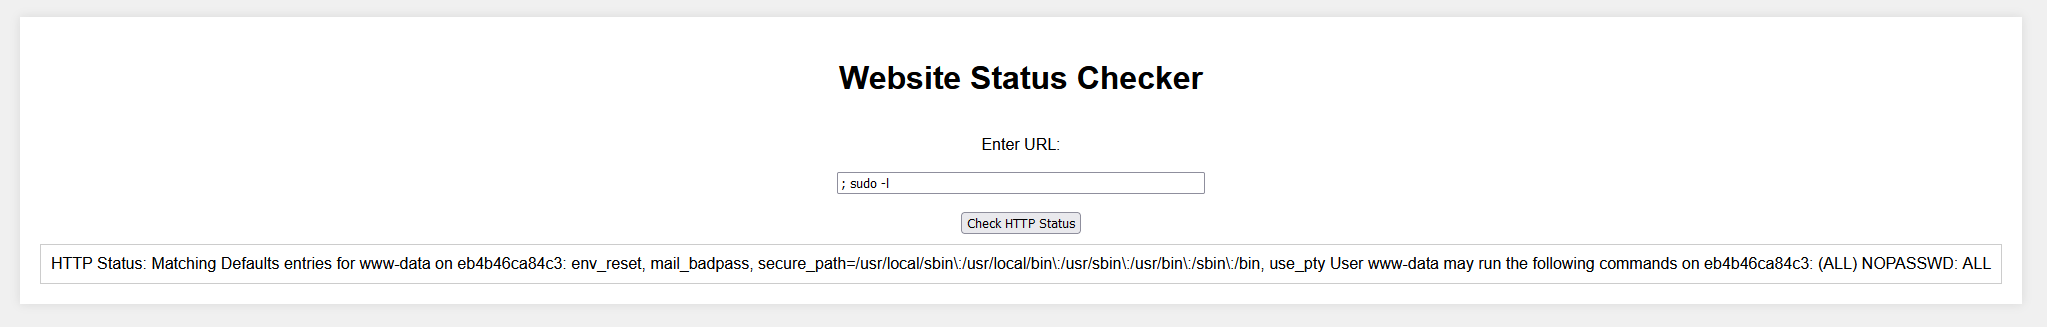 Website Status Checker
Enter URL:
; sudo -l
Check HTTP Status
HTTP Status: Matching Defaults entries for www-data on eb4b46ca84c3: env_reset, mail_badpass, secure_path=/usr/local/sbin\:/usr/local/bin\:/usr/sbin\:/usr/bin\:/sbin\:/bin, use_pty User www-data may run the following commands on eb4b46ca84c3: (ALL) NOPASSWD: ALL